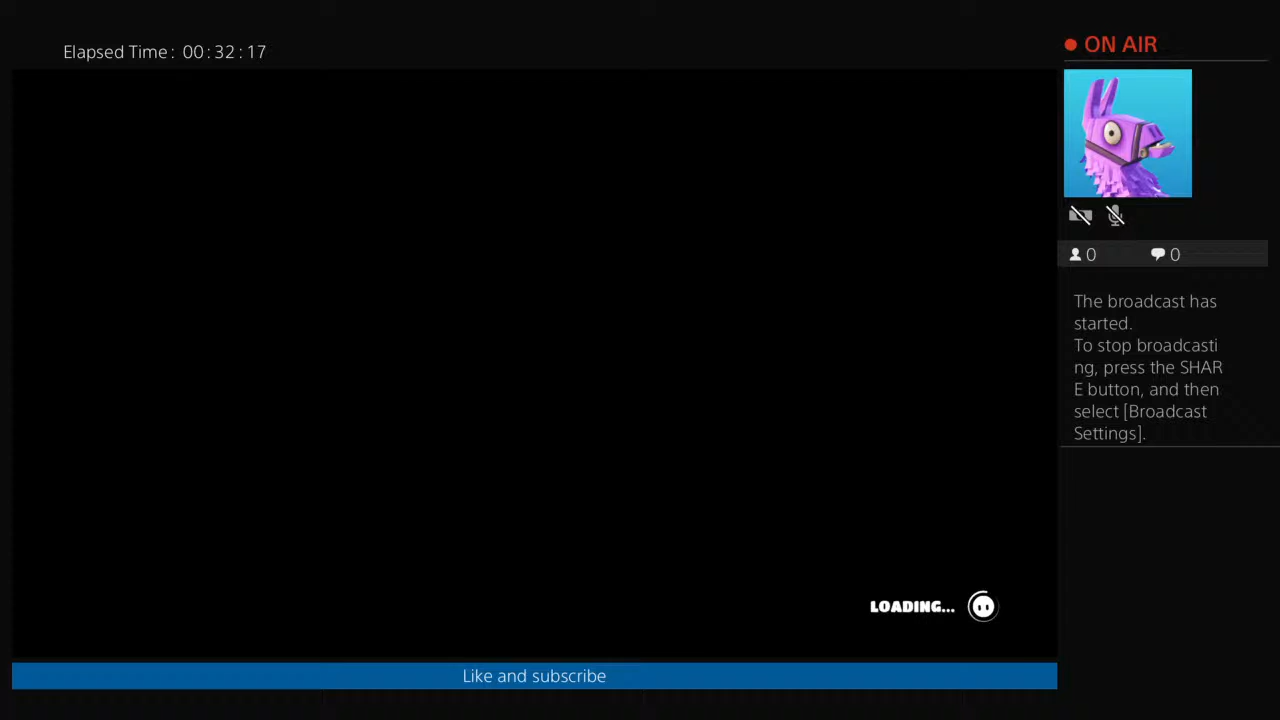 Elapsed Time: 00:32:17
ON AIR
0 0
The broadcast has
started.
To stop broadcasti
ng, press the SHAR
E button, and then
select [Broadcast
Settings].
LOADING...
Like and subscribe